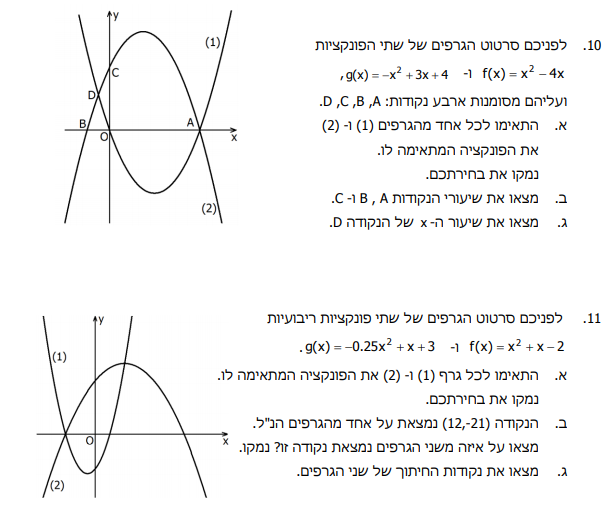 .10 לפניכם סרטוט הגרפים של שתי הפונקציות
f(x) = x² − 4x ו- g(x) = −x² + 3x + 4,
ועליהם מסומנות ארבע נקודות: D ,C ,B ,A.
א. התאימו לכל אחד מהגרפים (1) ו- (2)
את הפונקציה המתאימה לו.
נמקו את בחירתכם.
ב. מצאו את שיעורי הנקודות B , A ו- C.
ג. מצאו את שיעור ה- x של הנקודה D.
y
(1)
C
D
B
A
O
x
(2)
.11 לפניכם סרטוט הגרפים של שתי פונקציות ריבועיות
f(x) = x² + x − 2 ו- g(x) = −0.25x² + x + 3.
א. התאימו לכל גרף (1) ו- (2) את הפונקציה המתאימה לו.
נמקו את בחירתכם.
ב. הנקודה (12,-21) נמצאת על אחד מהגרפים הנ"ל.
מצאו על איזה משני הגרפים נמצאת נקודה זו? נמקו.
ג. מצאו את נקודות החיתוך של שני הגרפים.
y
(1)
O
x
(2)